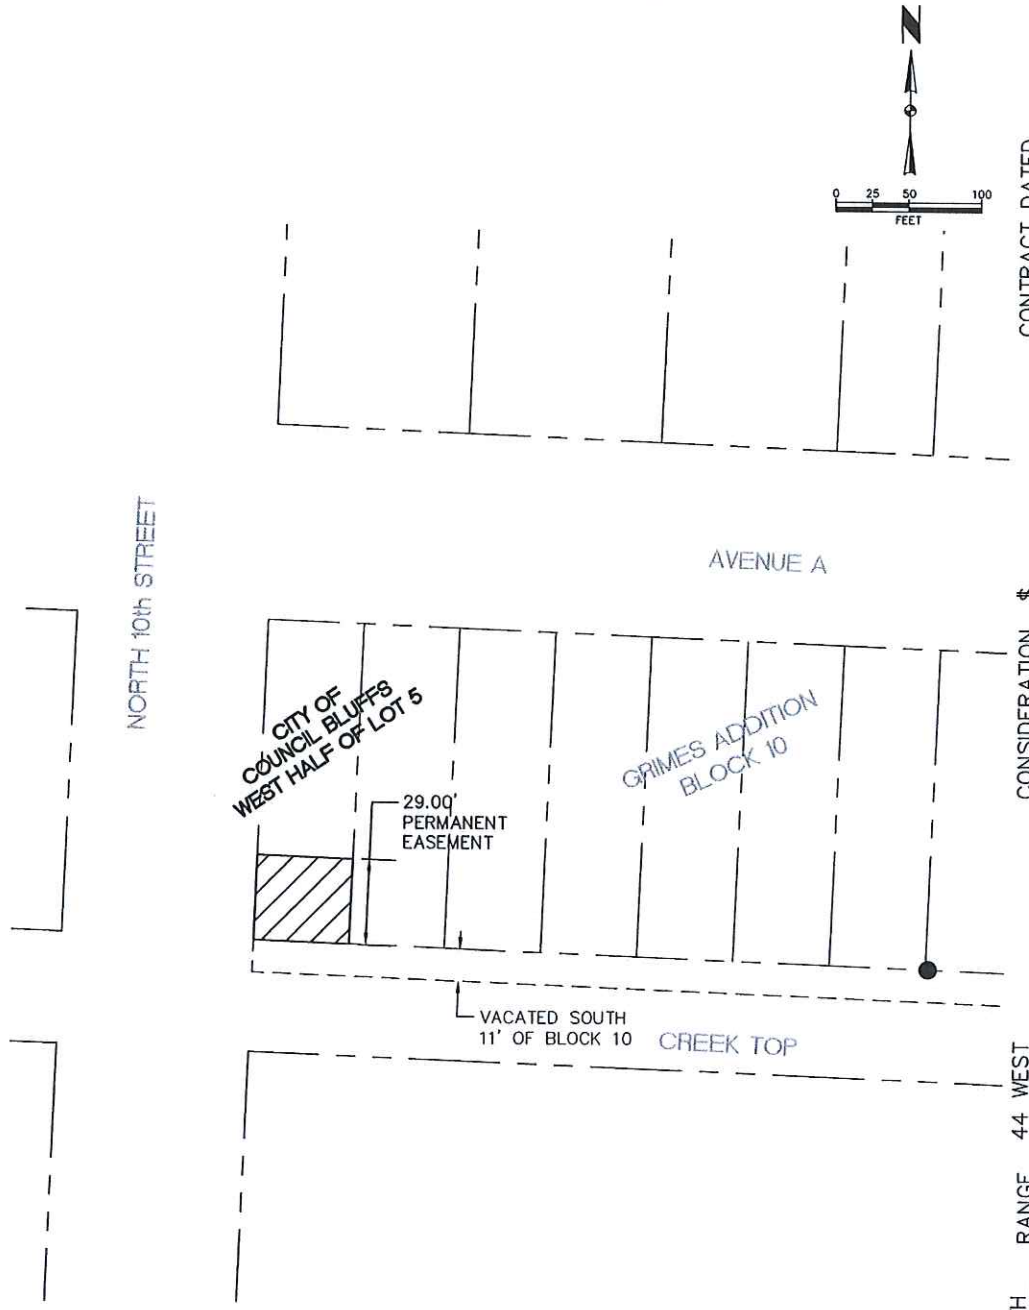 N
0 25 50 100
FEET
CONTRACT DATED
NORTH 10th STREET
AVENUE A
CITY OF
COUNCIL BLUFFS
WEST HALF OF LOT 5
GRIMES ADDITION
BLOCK 10
29.00'
PERMANENT
EASEMENT
CONSIDERATION $
VACATED SOUTH
11' OF BLOCK 10
CREEK TOP
H RANGE 44 WEST